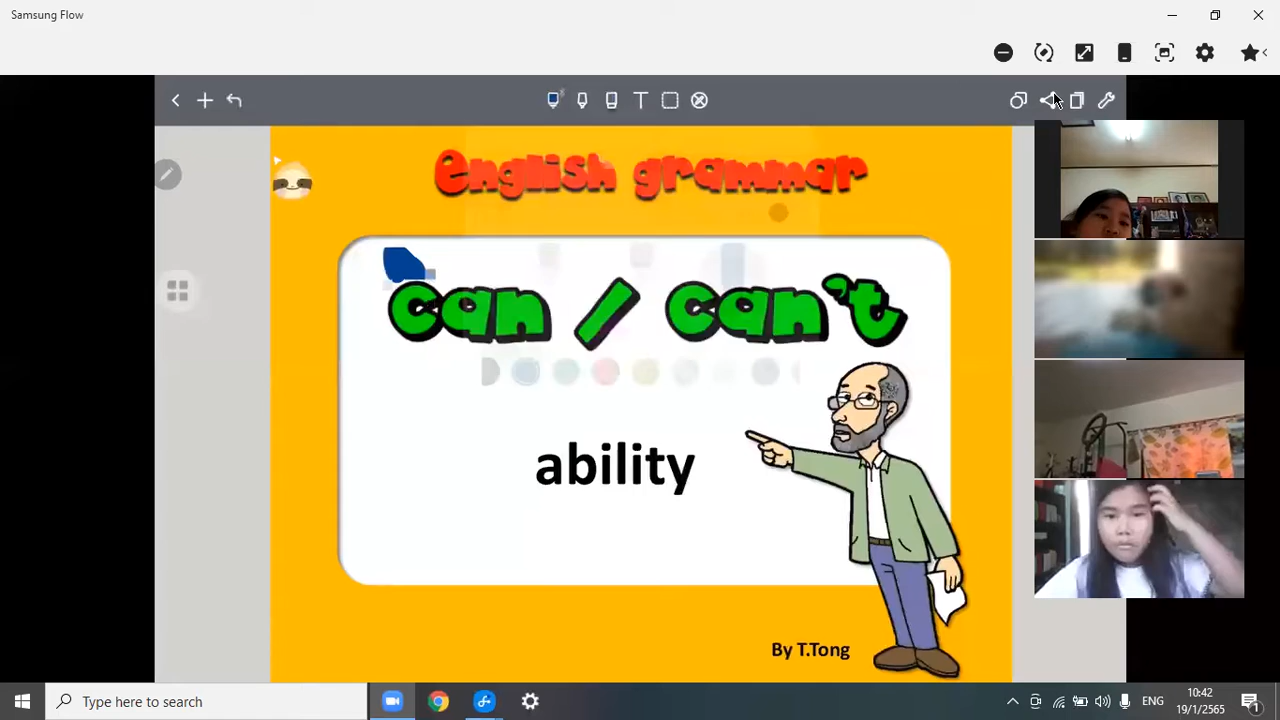 Samsung Flow
T
English grammar
can / can't
ability
By T.Tong
Type here to search
ENG
10:42
19/1/2565
1